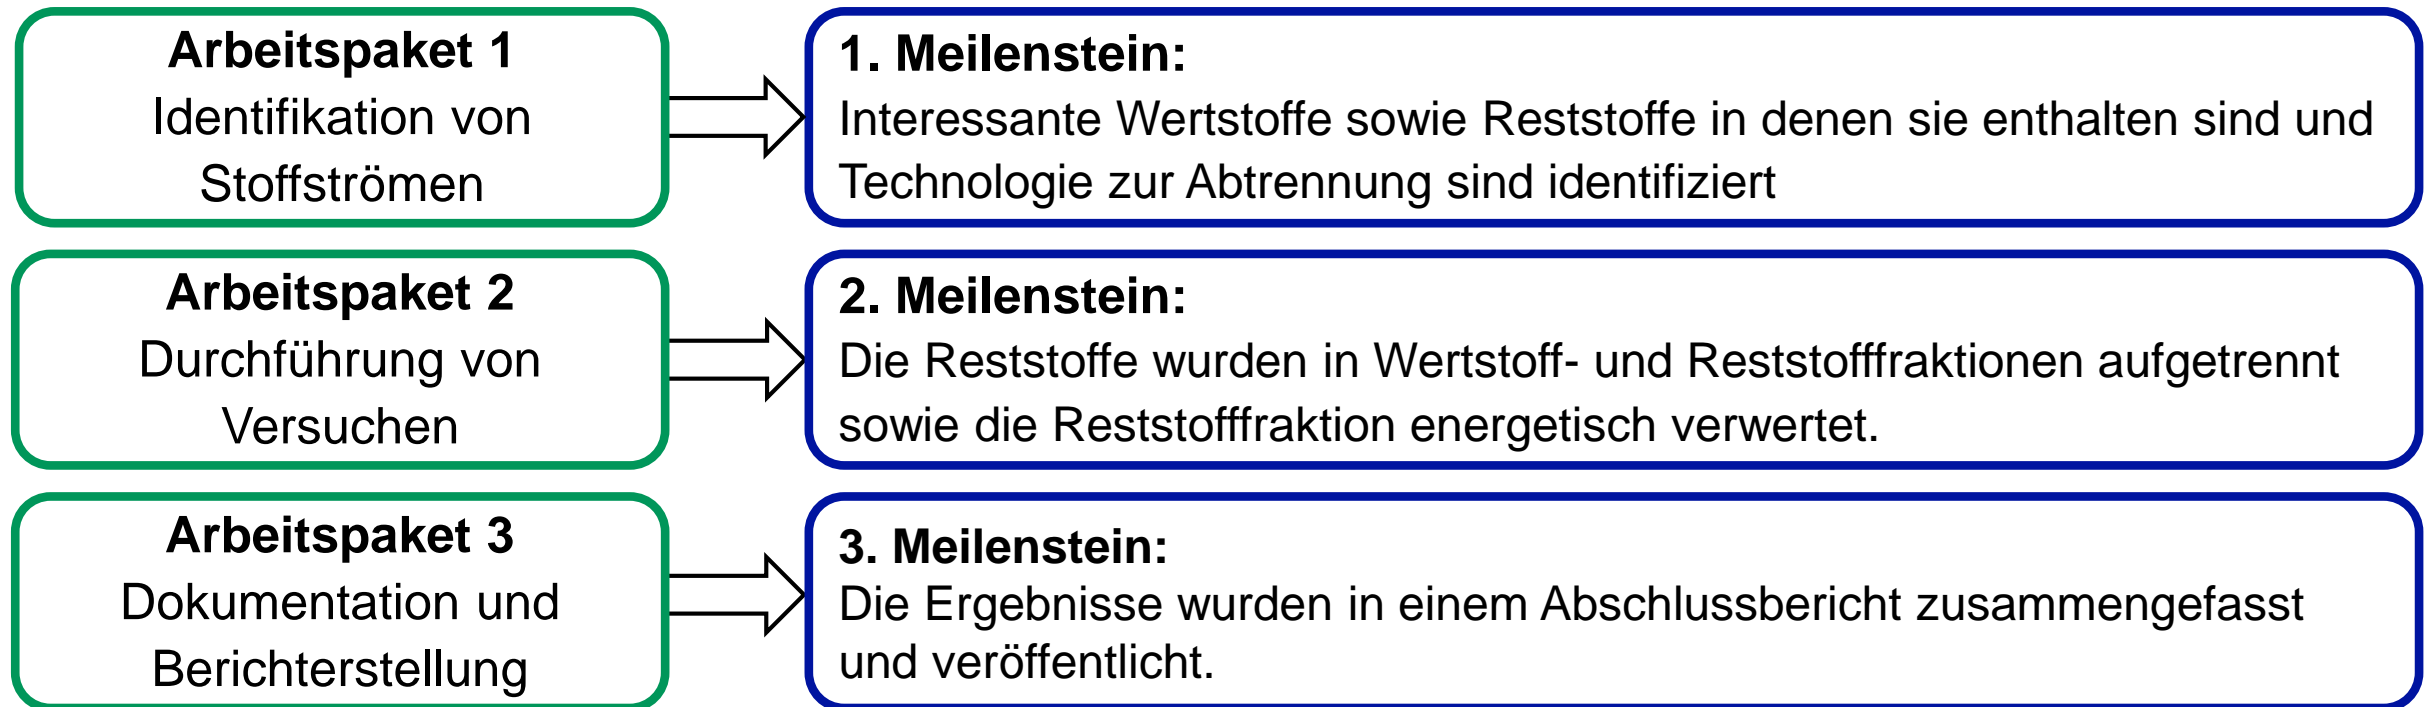 Arbeitspaket 1
Identifikation von
Stoffströmen
1. Meilenstein:
Interessante Wertstoffe sowie Reststoffe in denen sie enthalten sind und
Technologie zur Abtrennung sind identifiziert
Arbeitspaket 2
Durchführung von
Versuchen
2. Meilenstein:
Die Reststoffe wurden in Wertstoff- und Reststofffraktionen aufgetrennt
sowie die Reststofffraktion energetisch verwertet.
Arbeitspaket 3
Dokumentation und
Berichterstellung
3. Meilenstein:
Die Ergebnisse wurden in einem Abschlussbericht zusammengefasst
und veröffentlicht.